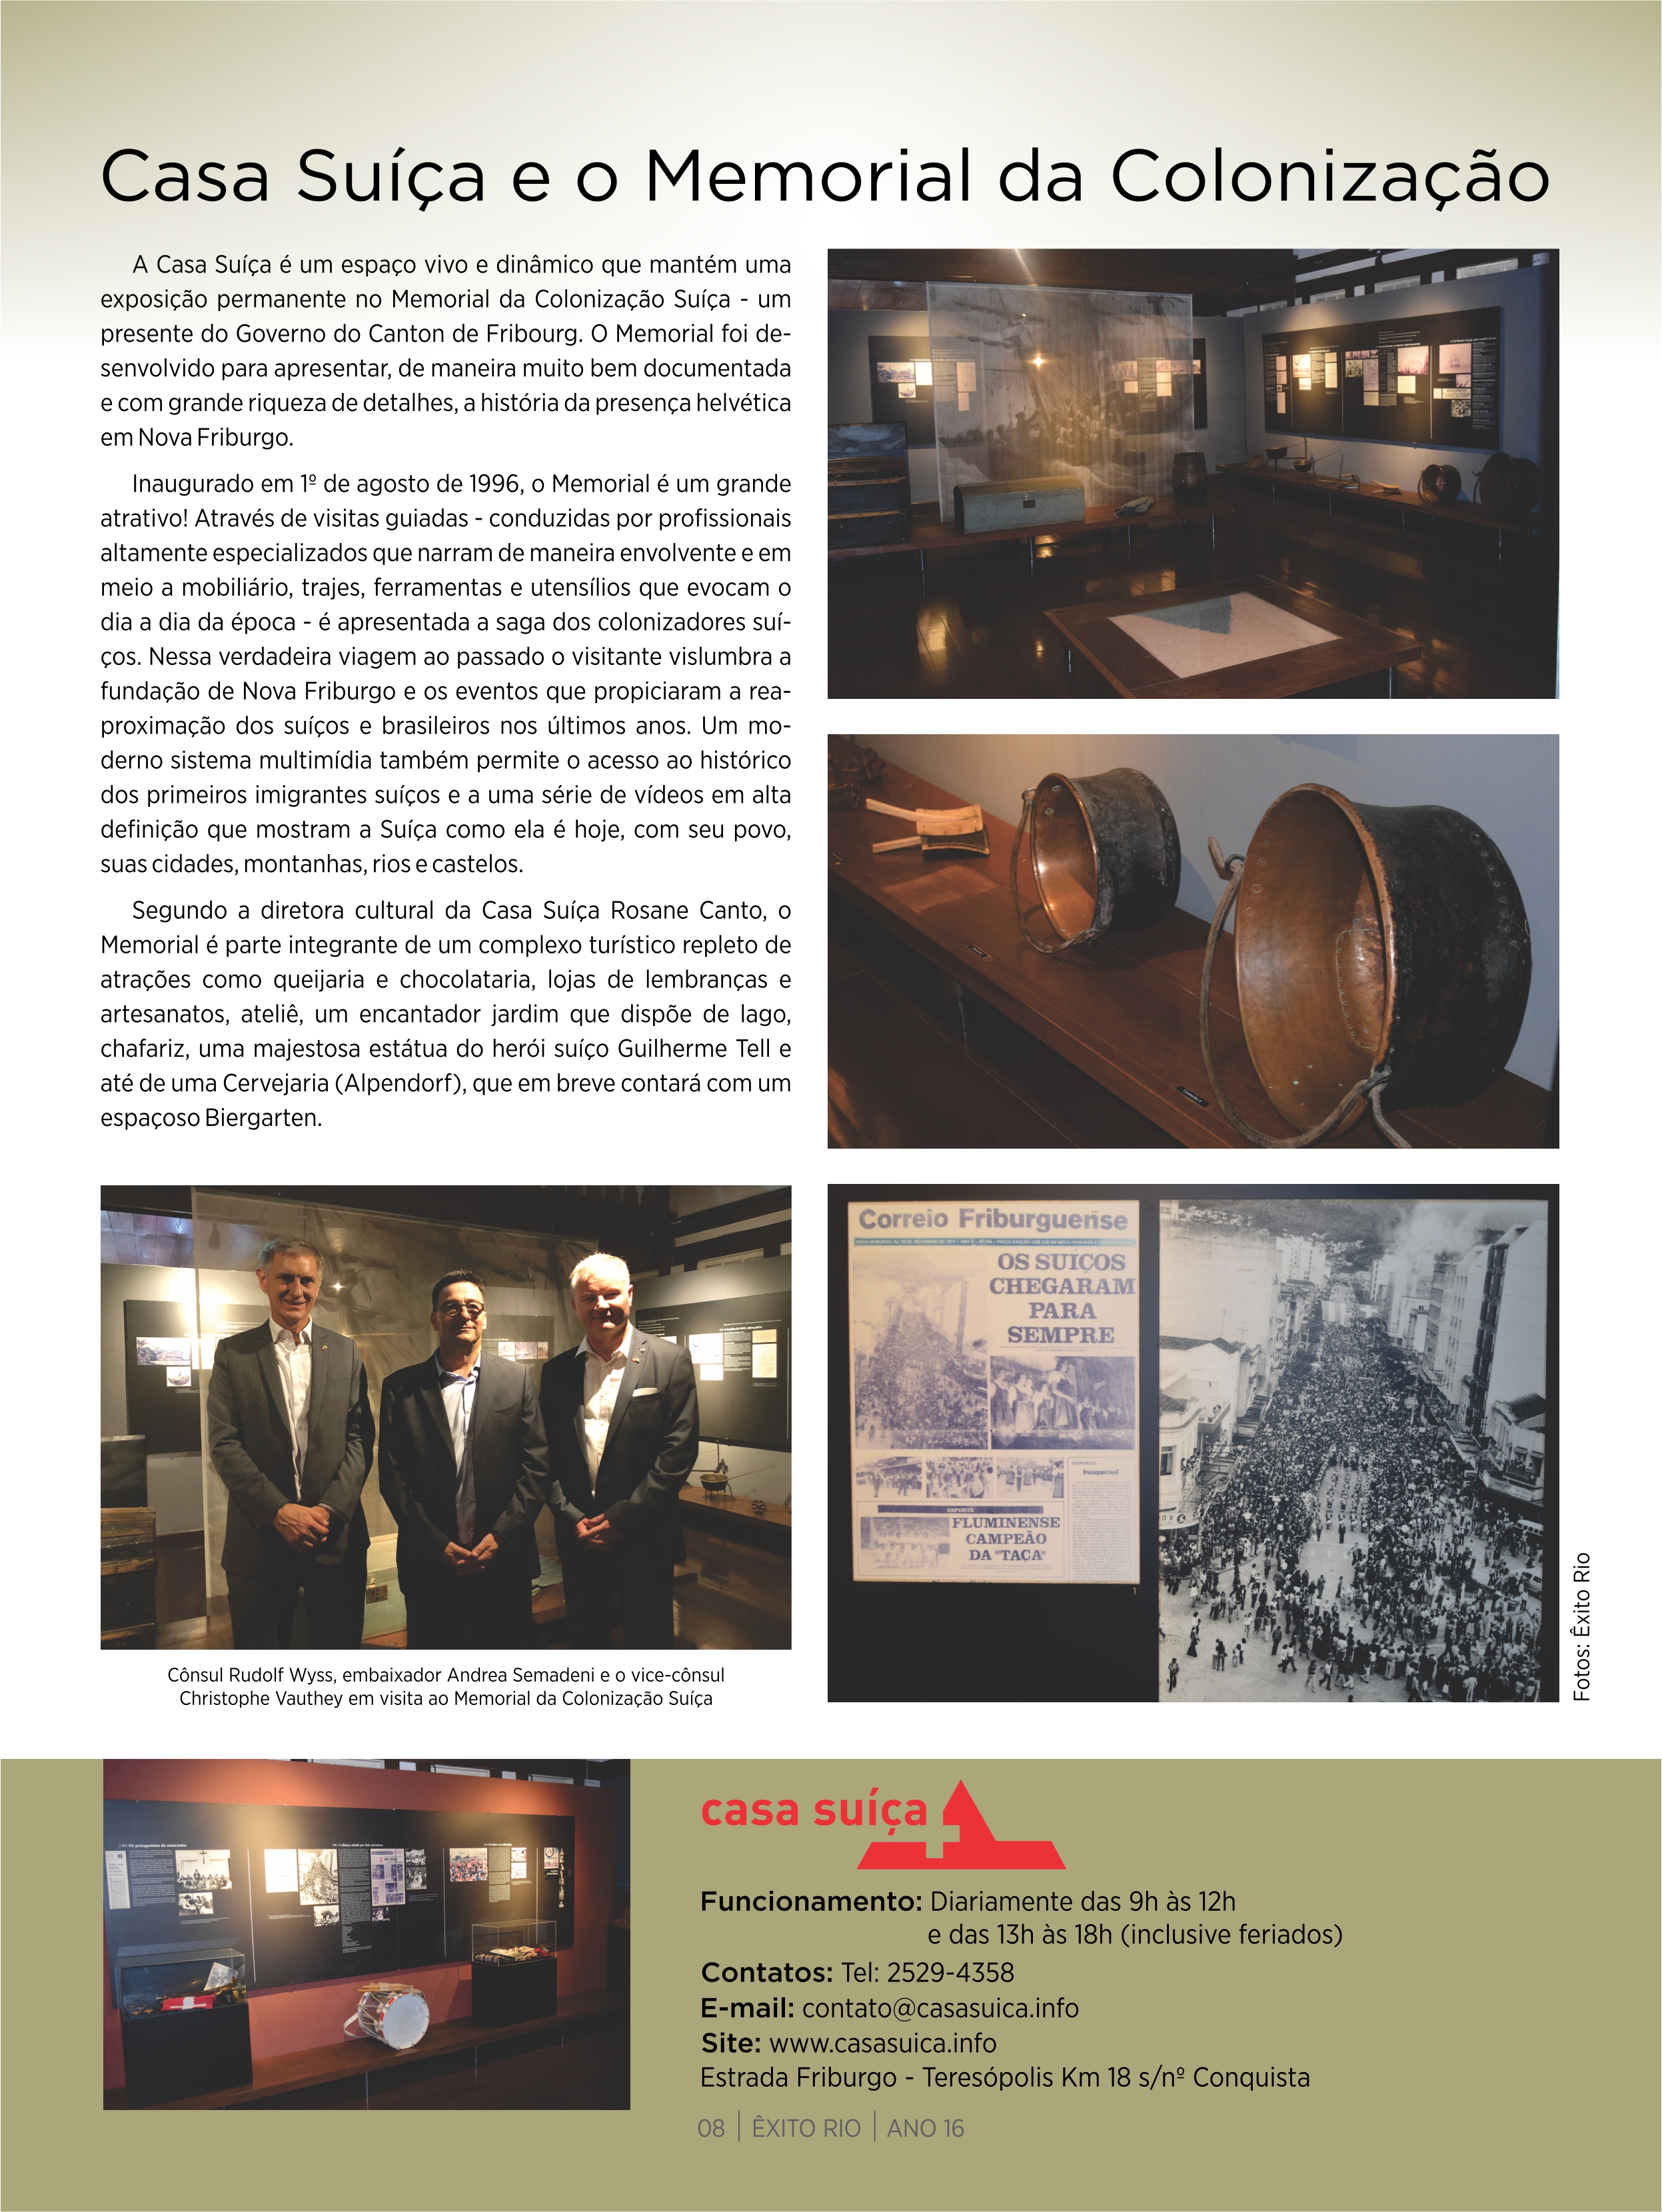 Casa Suíça e o Memorial da Colonização
A Casa Suíça é um espaço vivo e dinâmico que mantém uma
exposição permanente no Memorial da Colonização Suíça - um
presente do Governo do Canton de Fribourg. O Memorial foi de-
senvolvido para apresentar, de maneira muito bem documentada
e com grande riqueza de detalhes, a história da presença helvética
em Nova Friburgo.
Inaugurado em 1º de agosto de 1996, o Memorial é um grande
atrativo! Através de visitas guiadas - conduzidas por profissionais
altamente especializados que narram de maneira envolvente e em
meio a mobiliário, trajes, ferramentas e utensílios que evocam o
dia a dia da época - é apresentada a saga dos colonizadores suí-
ços. Nessa verdadeira viagem ao passado o visitante vislumbra a
fundação de Nova Friburgo e os eventos que propiciaram a rea-
proximação dos suíços e brasileiros nos últimos anos. Um mo-
derno sistema multimídia também permite o acesso ao histórico
dos primeiros imigrantes suíços e a uma série de vídeos em alta
definição que mostram a Suíça como ela é hoje, com seu povo,
suas cidades, montanhas, rios e castelos.
Segundo a diretora cultural da Casa Suíça Rosane Canto, o
Memorial é parte integrante de um complexo turístico repleto de
atrações como queijaria e chocolataria, lojas de lembranças e
artesanatos, ateliê, um encantador jardim que dispõe de lago,
chafariz, uma majestosa estátua do herói suíço Guilherme Tell e
até de uma Cervejaria (Alpendorf), que em breve contará com um
espaçoso Biergarten.
Cônsul Rudolf Wyss, embaixador Andrea Semadeni e o vice-cônsul
Christophe Vauthey em visita ao Memorial da Colonização Suíça
Correio Friburguense
OS SUIÇOS
CHEGARAM
PARA
SEMPRE
EDITORIAL
Inesquecível
ESPORTE
FLUMINENSE
CAMPEÃO
DA "TAÇA"
Fotos: Êxito Rio
casa suíça
Funcionamento: Diariamente das 9h às 12h
e das 13h às 18h (inclusive feriados)
Contatos: Tel: 2529-4358
E-mail: contato@casasuica.info
Site: www.casasuica.info
Estrada Friburgo - Teresópolis Km 18 s/nº Conquista
08 | ÊXITO RIO | ANO 16